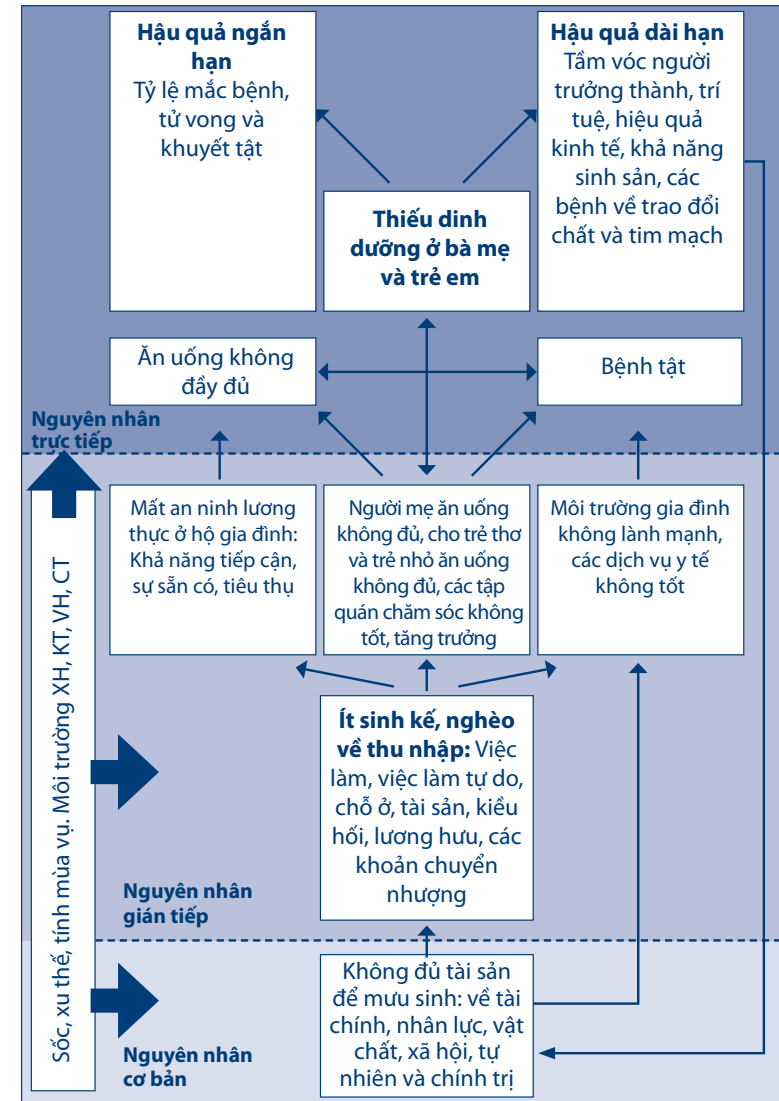 Hậu quả ngắn
hạn
Tỷ lệ mắc bệnh,
tử vong và
khuyết tật
Hậu quả dài hạn
Tầm vóc người
trưởng thành, trí
tuệ, hiệu quả
kinh tế, khả năng
sinh sản, các
bệnh về trao đổi
chất và tim mạch
Thiếu dinh
dưỡng ở bà mẹ
và trẻ em
Ăn uống không
đầy đủ
Bệnh tật
Nguyên nhân
trực tiếp
Mất an ninh lương
thực ở hộ gia đình:
Khả năng tiếp cận,
sự sẵn có, tiêu thụ
Người mẹ ăn uống
không đủ, cho trẻ thơ
và trẻ nhỏ ăn uống
không đủ, các tập
quán chăm sóc không
tốt, tăng trưởng
Môi trường gia đình
không lành mạnh,
các dịch vụ y tế
không tốt
Sốc, xu thế, tính mùa vụ. Môi trường XH, KT, VH, CT
Ít sinh kế, nghèo
về thu nhập: Việc
làm, việc làm tự do,
chỗ ở, tài sản, kiều
hối, lương hưu, các
khoản chuyển
nhượng
Nguyên nhân
gián tiếp
Không đủ tài sản
để mưu sinh: về tài
chính, nhân lực, vật
chất, xã hội, tự
nhiên và chính trị
Nguyên nhân
cơ bản